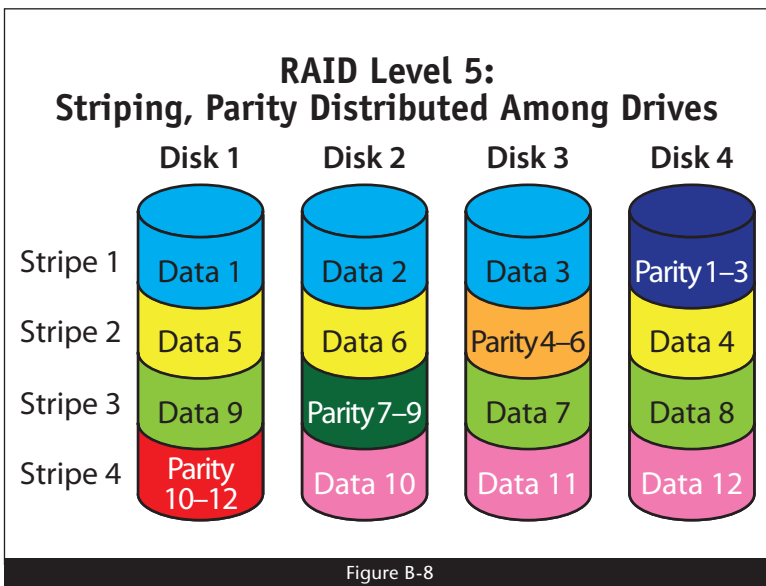 RAID Level 5:
Striping, Parity Distributed Among Drives
Disk 1 Disk 2 Disk 3 Disk 4
Stripe 1 Data 1 Data 2 Data 3 Parity 1–3
Stripe 2 Data 5 Data 6 Parity 4–6 Data 4
Stripe 3 Data 9 Parity 7–9 Data 7 Data 8
Stripe 4 Parity 10–12 Data 10 Data 11 Data 12
Figure B-8